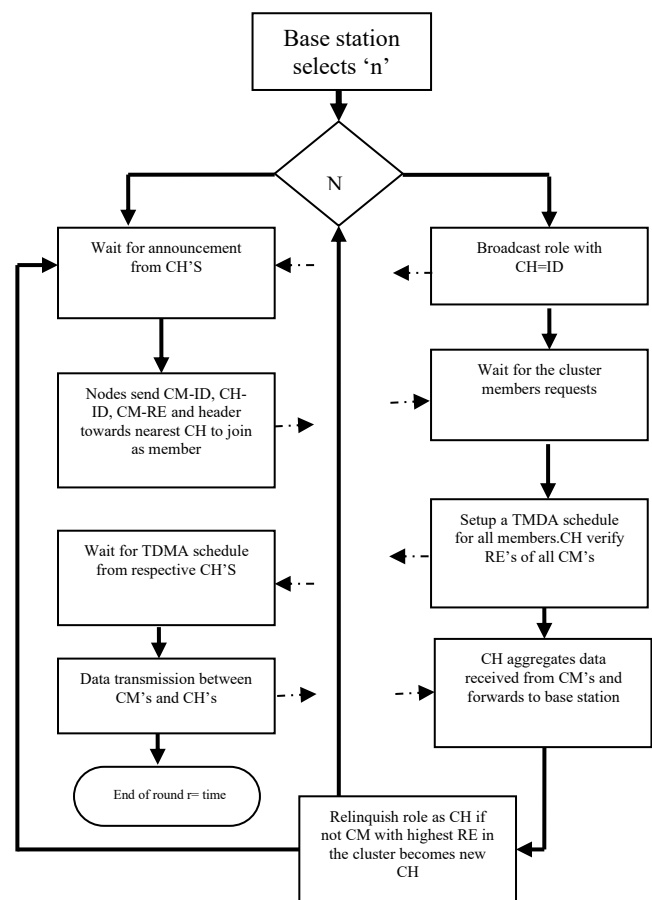 Base station
selects ‘n’
N
Wait for announcement
from CH’S
Nodes send CM-ID, CH-
ID, CM-RE and header
towards nearest CH to join
as member
Wait for TDMA schedule
from respective CH’S
Data transmission between
CM’s and CH’s
End of round r= time
Broadcast role with
CH=ID
Wait for the cluster
members requests
Setup a TMDA schedule
for all members.CH verify
RE’s of all CM’s
CH aggregates data
received from CM’s and
forwards to base station
Relinquish role as CH if
not CM with highest RE in
the cluster becomes new
CH